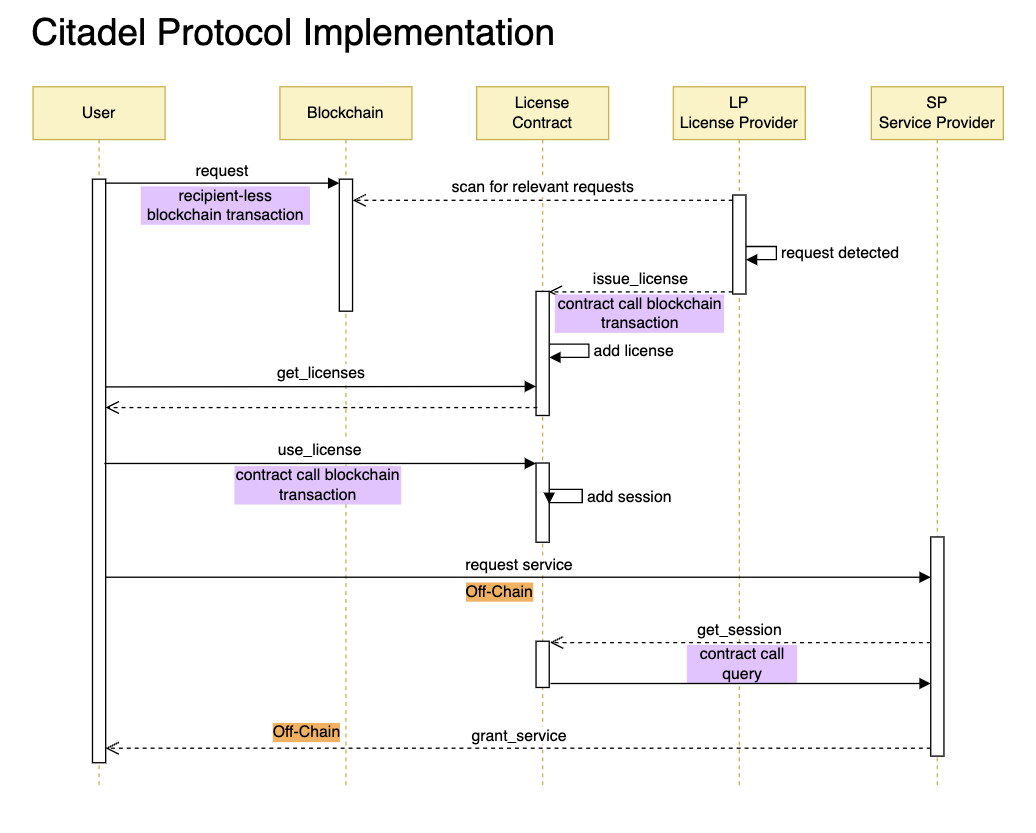 Citadel Protocol Implementation
User
Blockchain
License
Contract
LP
License Provider
SP
Service Provider
request
recipient-less
blockchain transaction
scan for relevant requests
request detected
issue_license
contract call blockchain
transaction
add license
get_licenses
use_license
contract call blockchain
transaction
add session
request service
Off-Chain
get_session
contract call
query
Off-Chain
grant_service